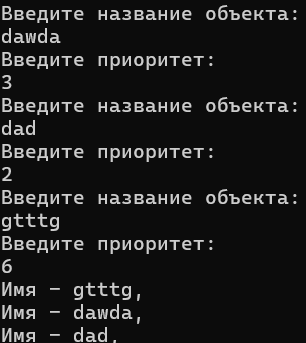 Введите название объекта:
dawda
Введите приоритет:
3
Введите название объекта:
dad
Введите приоритет:
2
Введите название объекта:
gtttg
Введите приоритет:
6
Имя - gtttg,
Имя - dawda,
Имя - dad,